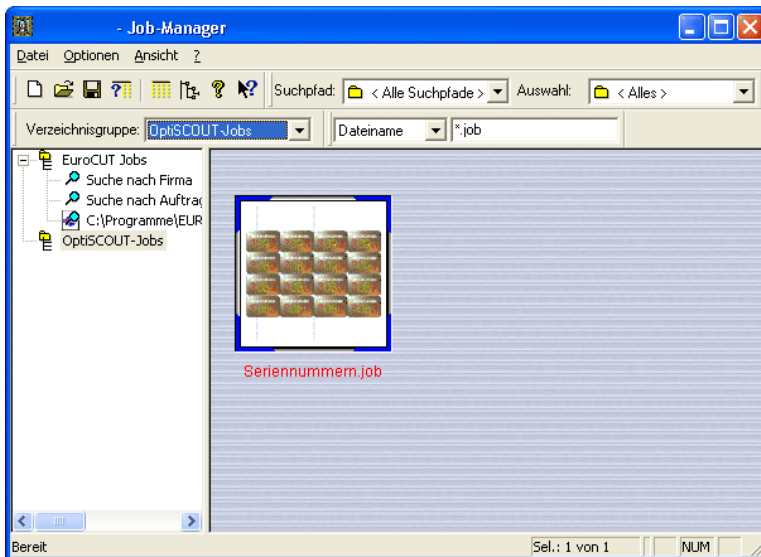 - Job-Manager
Datei Optionen Ansicht ?
Suchpfad: < Alle Suchpfade > Auswahl: < Alles >
Verzeichnisgruppe: OptiSCOUT-Jobs Dateiname *.job
EuroCUT Jobs
Suche nach Firma
Suche nach Auftra
C:\Programme\EUR
OptiSCOUT-Jobs
Seriennummern.job
Bereit Sel.: 1 von 1 NUM